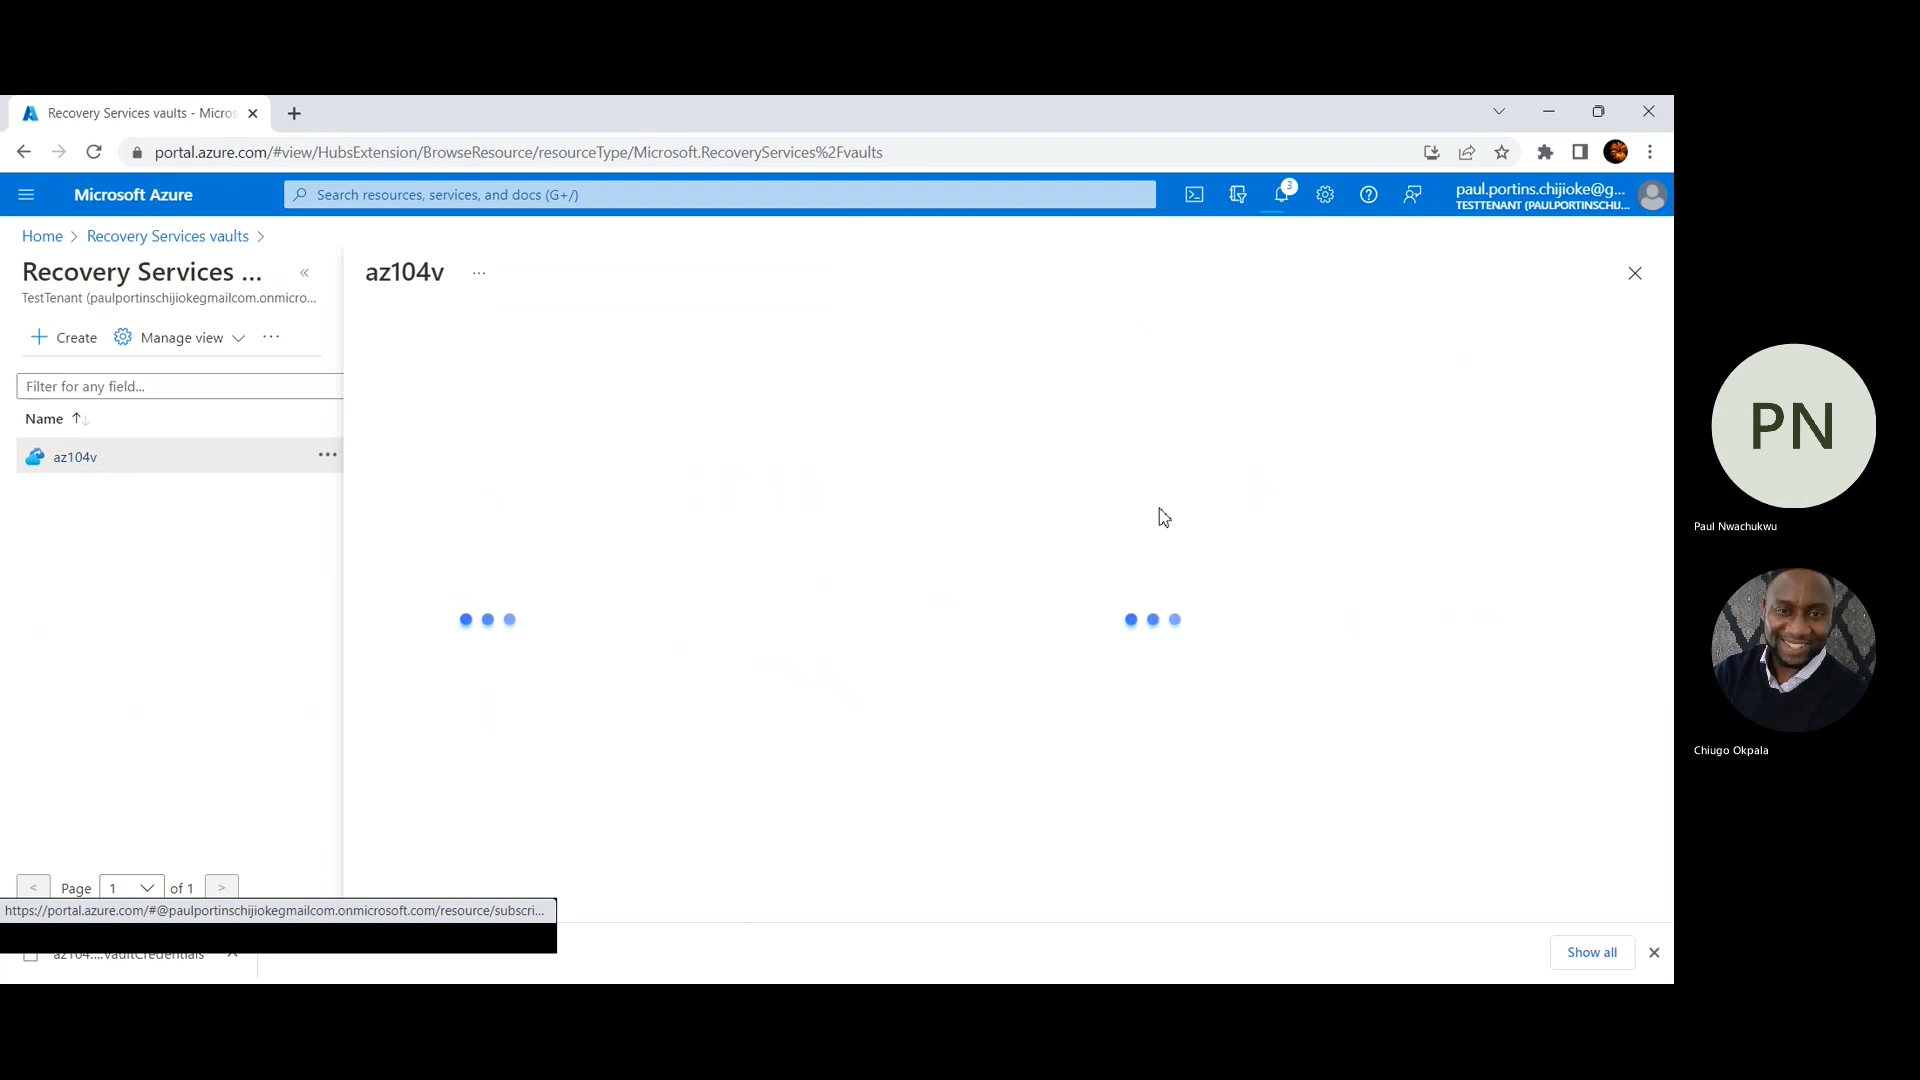 Recovery Services vaults - Micros
portal.azure.com/#view/HubsExtension/BrowseResource/resourceType/Microsoft.RecoveryServices%2Fvaults
Microsoft Azure
Search resources, services, and docs (G+/)
3
paul.portins.chijioke@g...
TESTTENANT (PAULPORTINSCHIJ...
Home > Recovery Services vaults >
Recovery Services ...
TestTenant (paulportinschijiokegmailcom.onmicro...
Create
Manage view
Filter for any field...
Name
az104v
az104v
< Page 1 of 1 >
https://portal.azure.com/#@paulportinschijiokegmailcom.onmicrosoft.com/resource/subscri...
az104....VaultCredentials
Show all
PN
Paul Nwachukwu
Chiugo Okpala